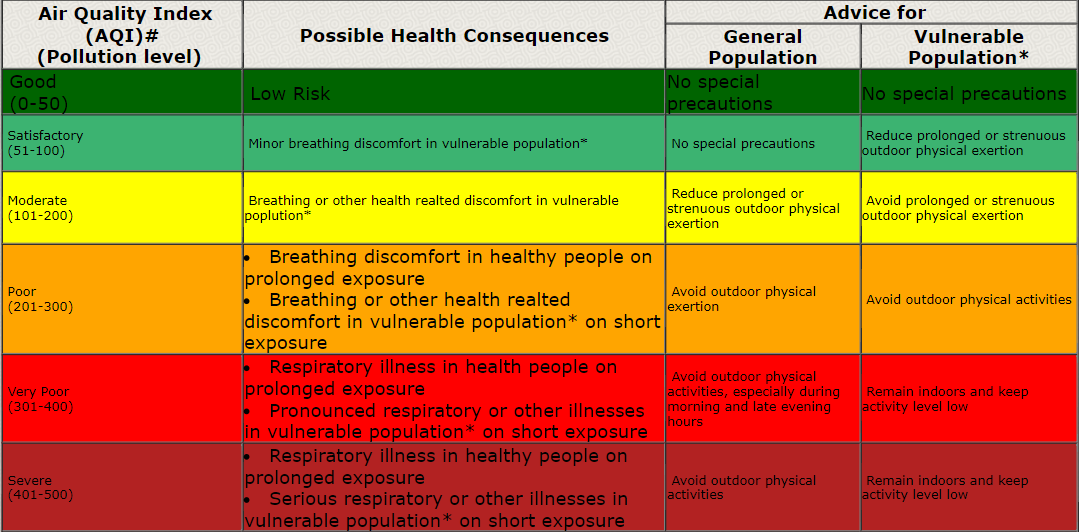 Air Quality Index
(AQI)#
(Pollution level)
Possible Health Consequences
Advice for
General
Population
Vulnerable
Population*
Good
(0-50)
Low Risk
No special
precautions
No special precautions
Satisfactory
(51-100)
Minor breathing discomfort in vulnerable population*
No special precautions
Reduce prolonged or strenuous
outdoor physical exertion
Moderate
(101-200)
Breathing or other health realted discomfort in vulnerable
poplution*
Reduce prolonged or
strenuous outdoor physical
exertion
Avoid prolonged or strenuous
outdoor physical exertion
Poor
(201-300)
• Breathing discomfort in healthy people on
prolonged exposure
• Breathing or other health realted
discomfort in vulnerable population* on short
exposure
Avoid outdoor physical
exertion
Avoid outdoor physical activities
Very Poor
(301-400)
• Respiratory illness in health people on
prolonged exposure
• Pronounced respiratory or other illnesses
in vulnerable population* on short exposure
Avoid outdoor physical
activities, especially during
morning and late evening
hours
Remain indoors and keep
activity level low
Severe
(401-500)
• Respiratory illness in healthy people on
prolonged exposure
• Serious respiratory or other illnesses in
vulnerable population* on short exposure
Avoid outdoor physical
activities
Remain indoors and keep
activity level low